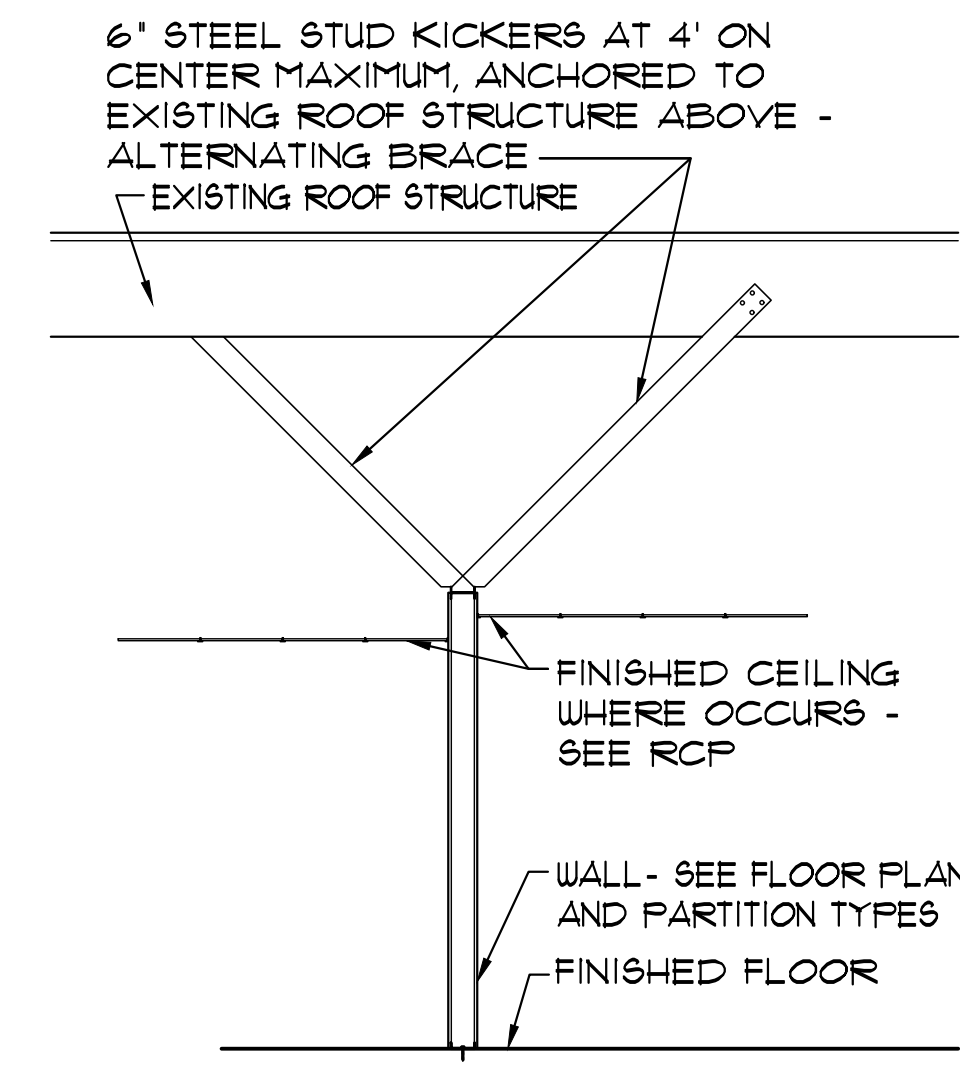 6" STEEL STUD KICKERS AT 4' ON
CENTER MAXIMUM, ANCHORED TO
EXISTING ROOF STRUCTURE ABOVE -
ALTERNATING BRACE
EXISTING ROOF STRUCTURE
FINISHED CEILING
WHERE OCCURS -
SEE RCP
WALL- SEE FLOOR PLAN
AND PARTITION TYPES
FINISHED FLOOR